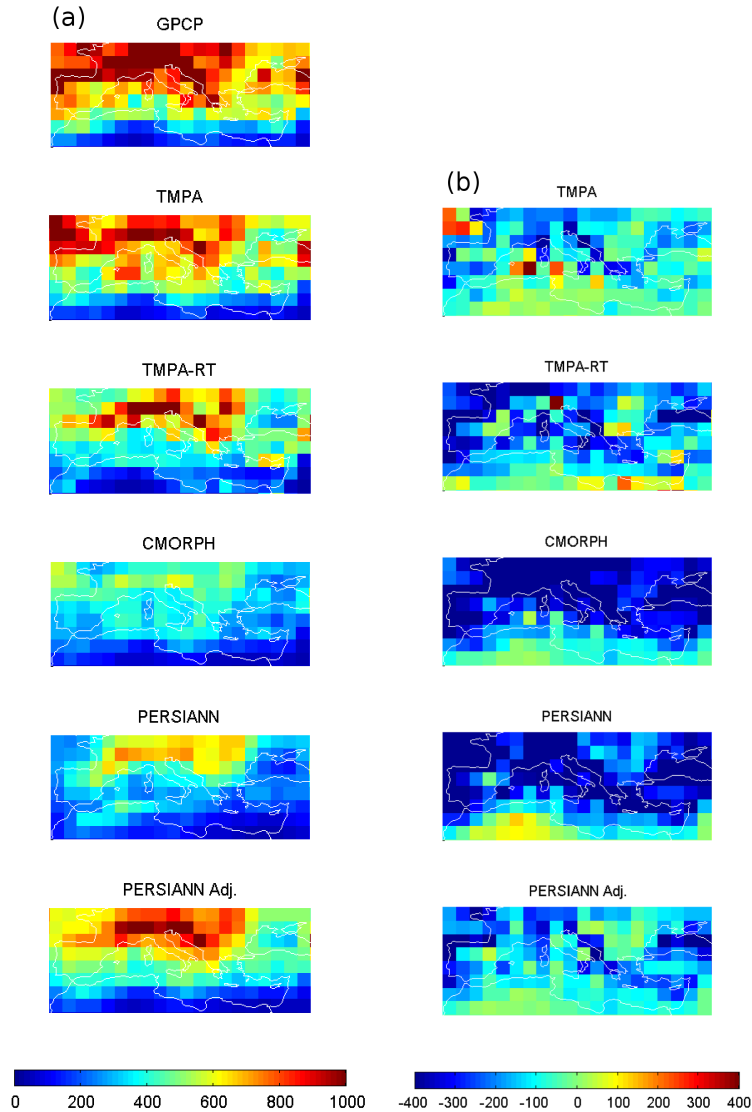 (a)
GPCP
TMPA
TMPA-RT
CMORPH
PERSIANN
PERSIANN Adj.
0 200 400 600 800 1000
(b)
TMPA
TMPA-RT
CMORPH
PERSIANN
PERSIANN Adj.
-400 -300 -200 -100 0 100 200 300 400